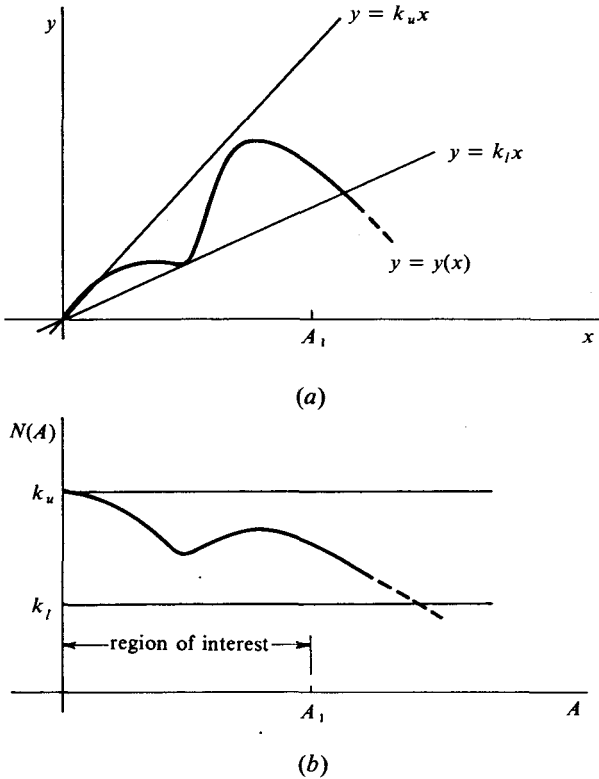 y
y = k_u x
y = k_l x
y = y(x)
A_1
x
(a)
N(A)
k_u
k_l
region of interest
A_1
A
(b)